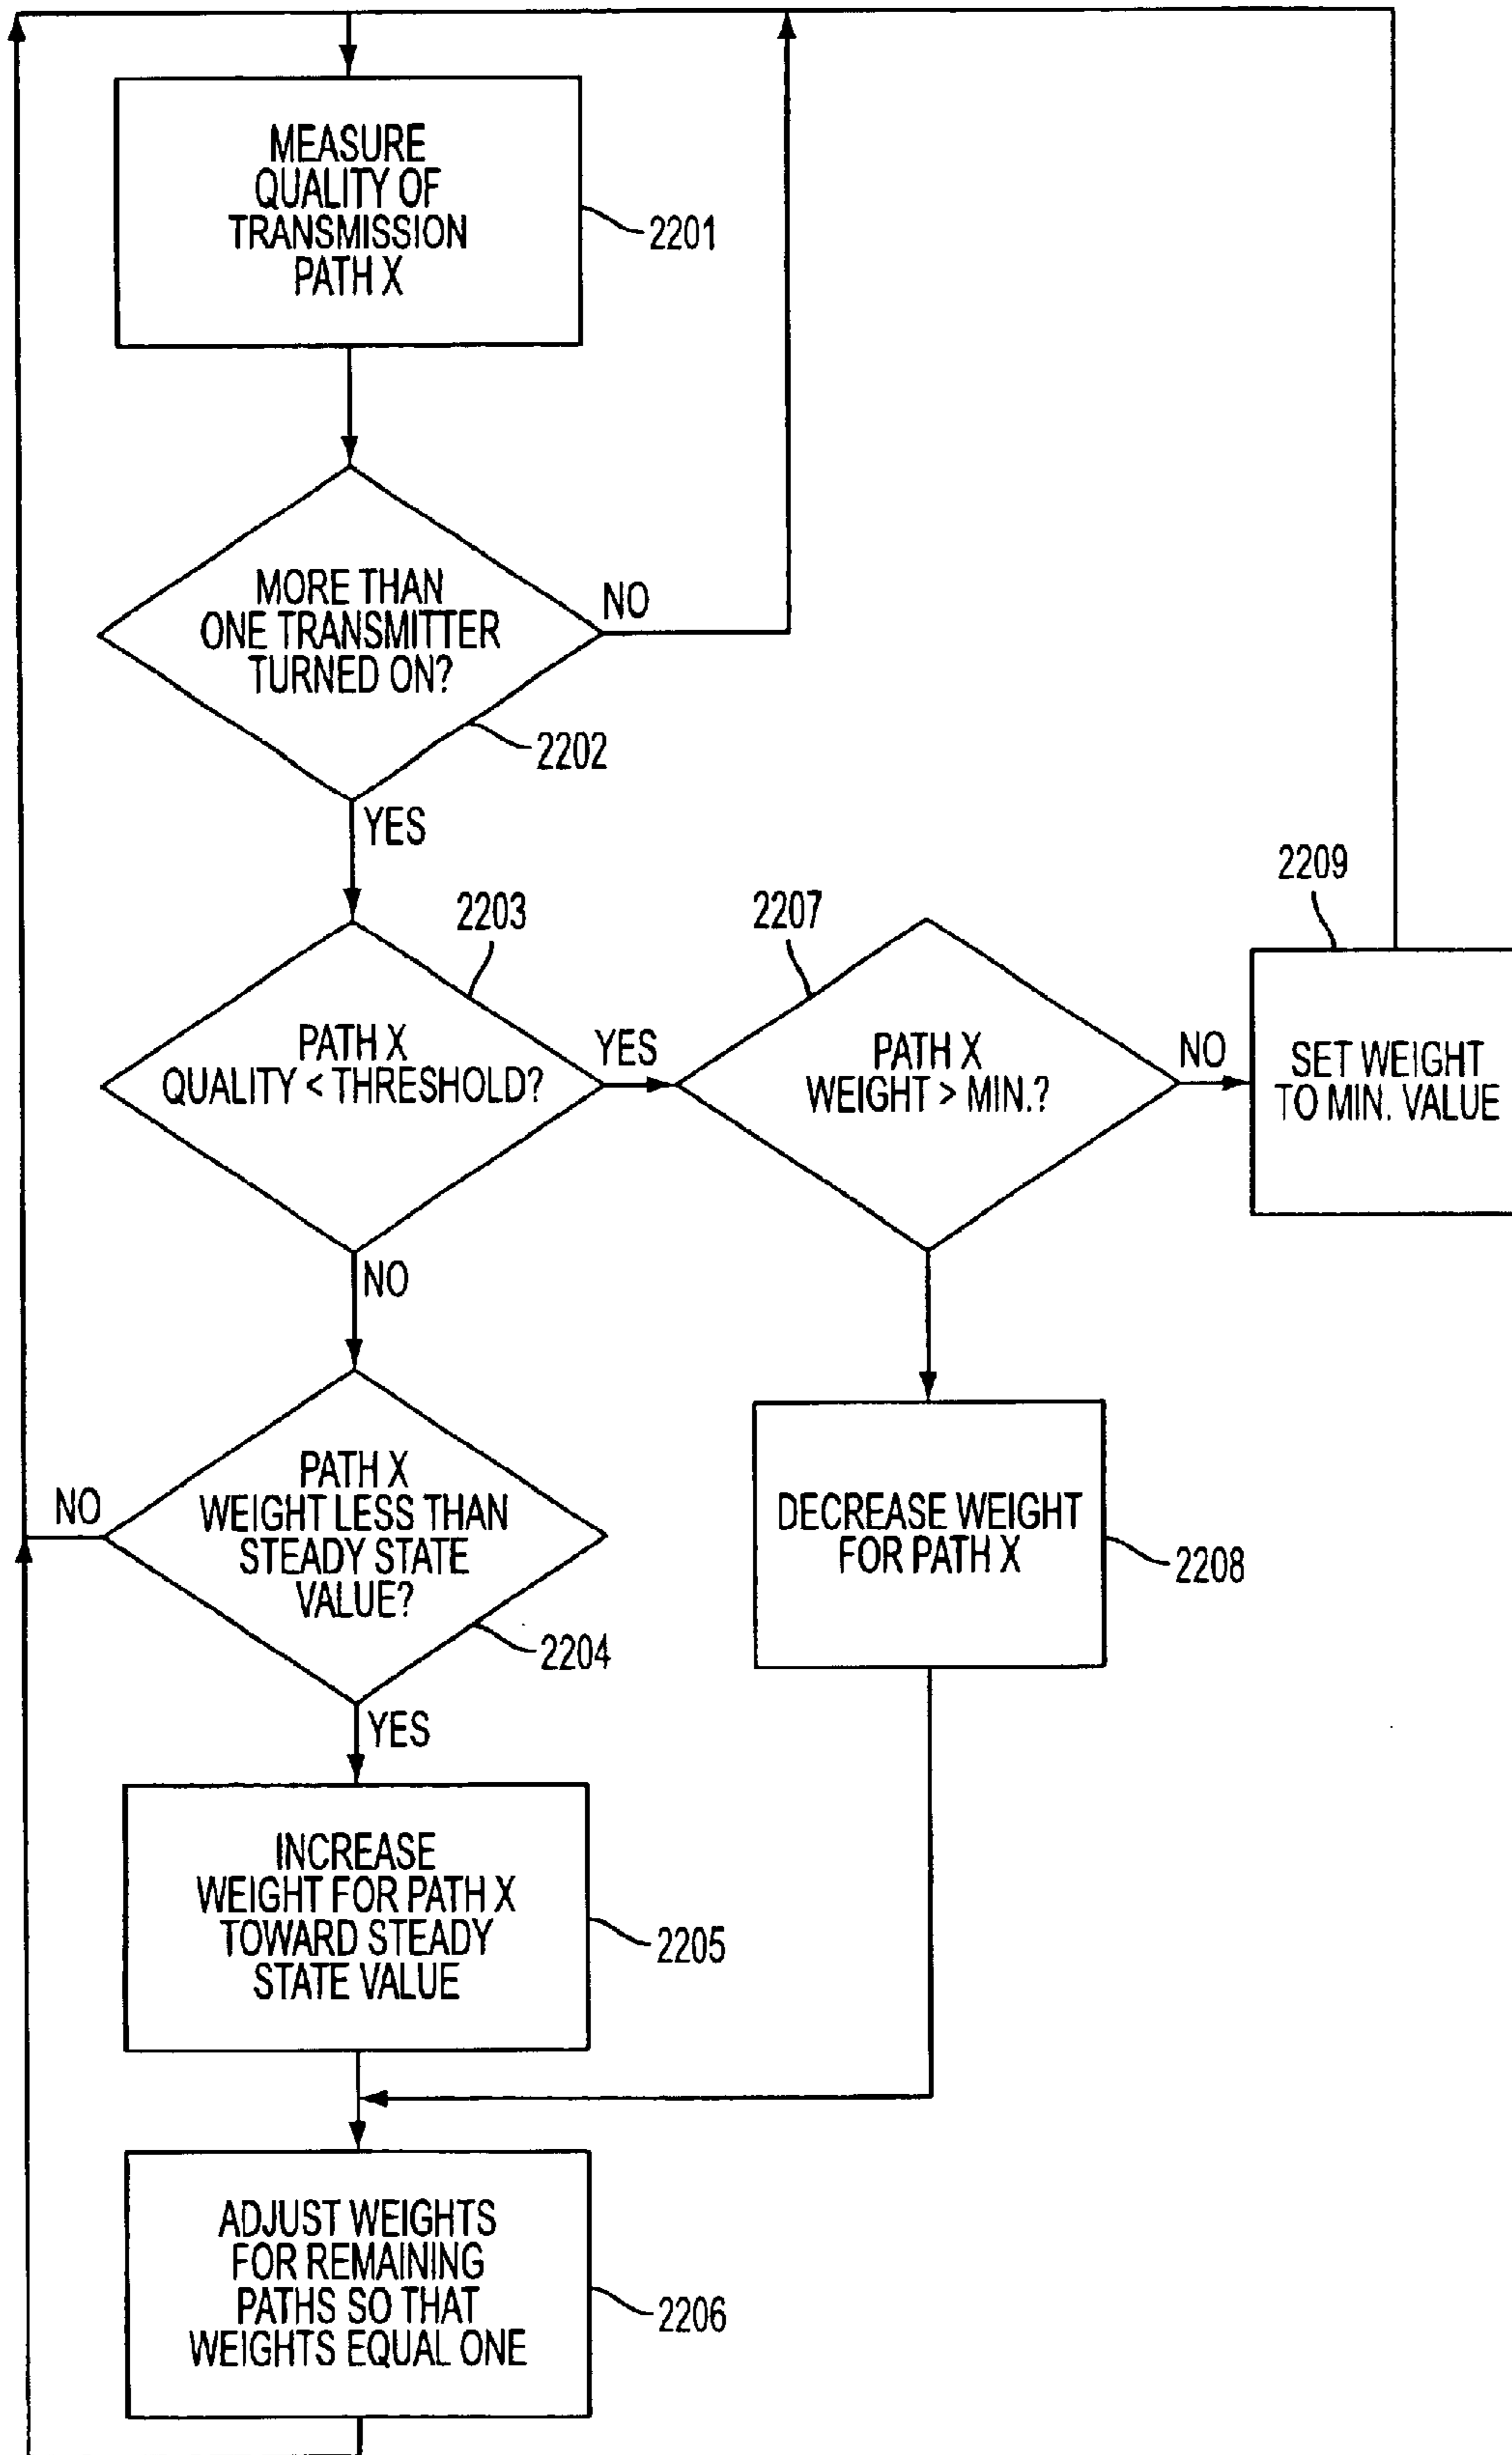 MEASURE
QUALITY OF
TRANSMISSION
PATH X
2201
MORE THAN
ONE TRANSMITTER
TURNED ON?
NO
2202
YES
2203
PATH X
QUALITY < THRESHOLD?
YES
2207
PATH X
WEIGHT > MIN.?
NO
2209
SET WEIGHT
TO MIN. VALUE
NO
PATH X
WEIGHT LESS THAN
STEADY STATE
VALUE?
NO
2204
DECREASE WEIGHT
FOR PATH X
2208
YES
INCREASE
WEIGHT FOR PATH X
TOWARD STEADY
STATE VALUE
2205
ADJUST WEIGHTS
FOR REMAINING
PATHS SO THAT
WEIGHTS EQUAL ONE
2206